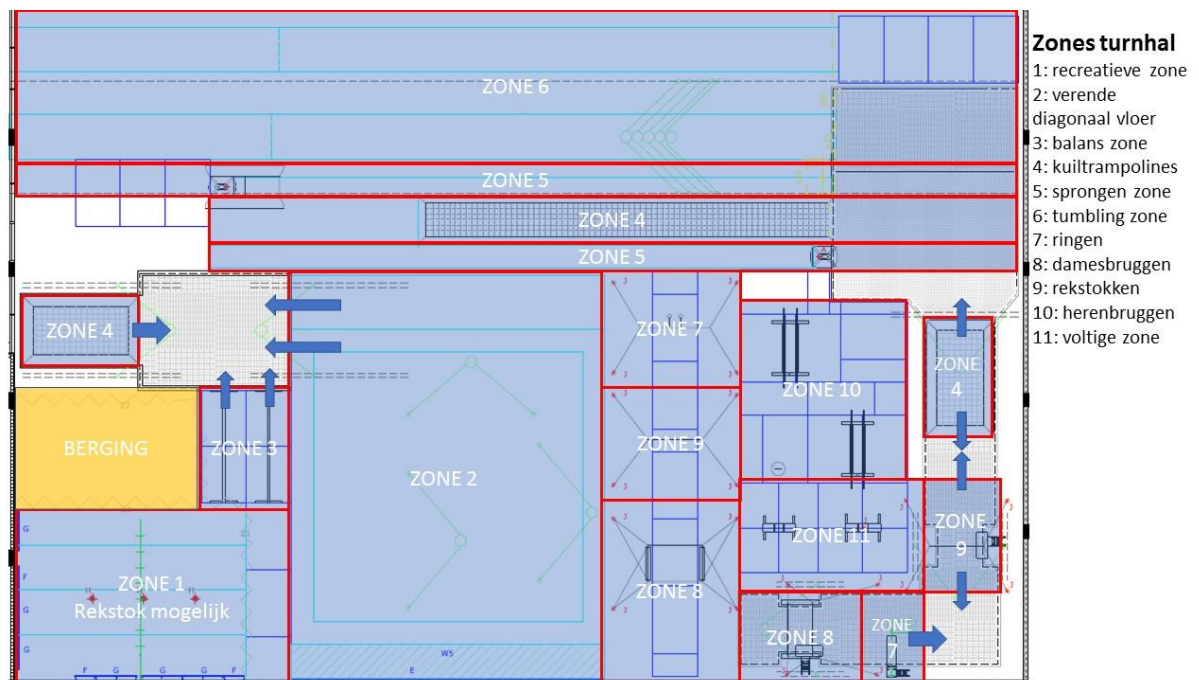 Zones turnhal
1: recreatieve zone
2: verende
diagonaal vloer
3: balans zone
4: kuiltrampolines
5: sprongen zone
6: tumbling zone
7: ringen
8: damesbruggen
9: rekstokken
10: herenbruggen
11: voltige zone
ZONE 6
ZONE 5
ZONE 4
ZONE 5
ZONE 4
ZONE 7
ZONE 10
ZONE
4
BERGING
ZONE 3
ZONE 2
ZONE 9
ZONE 11
ZONE
9
ZONE 1
Rekstok mogelijk
ZONE 8
ZONE 8
ZONE
7
W5
E
G
F
G
G
F
G
G
G
F
H
H
J
J
J
J
J
J
J
J